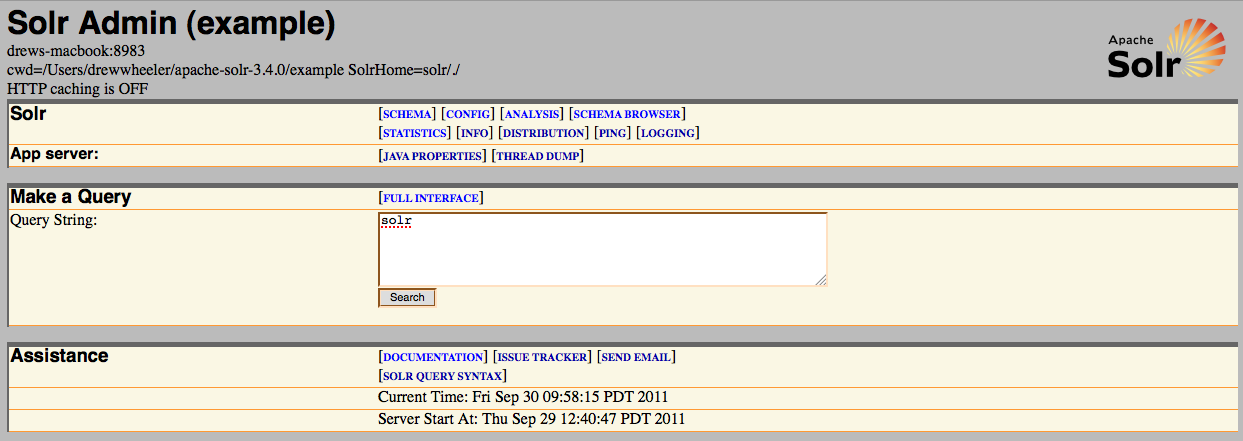 Solr Admin (example)
drews-macbook:8983
cwd=/Users/drewwheeler/apache-solr-3.4.0/example SolrHome=solr/./
HTTP caching is OFF
Apache
Solr
Solr [SCHEMA] [CONFIG] [ANALYSIS] [SCHEMA BROWSER]
[STATISTICS] [INFO] [DISTRIBUTION] [PING] [LOGGING]
App server: [JAVA PROPERTIES] [THREAD DUMP]
Make a Query [FULL INTERFACE]
Query String: solr
Search
Assistance [DOCUMENTATION] [ISSUE TRACKER] [SEND EMAIL]
[SOLR QUERY SYNTAX]
Current Time: Fri Sep 30 09:58:15 PDT 2011
Server Start At: Thu Sep 29 12:40:47 PDT 2011